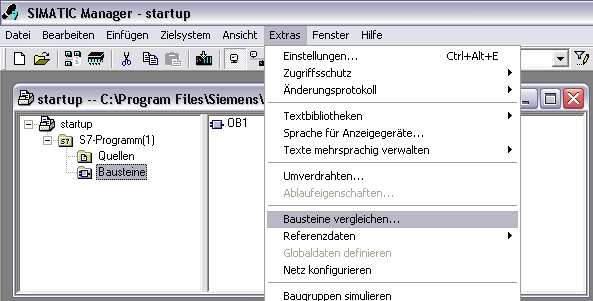 SIMATIC Manager - startup
Datei Bearbeiten Einfügen Zielsystem Ansicht Extras Fenster Hilfe
Einstellungen... Ctrl+Alt+E
Zugriffsschutz
Änderungsprotokoll
startup -- C:\Program Files\Siemens\
Textbibliotheken
Sprache für Anzeigegeräte...
Texte mehrsprachig verwalten
startup
OB1
S7-Programm(1)
Quellen
Bausteine
Umverdrahten...
Ablaufeigenschaften...
Bausteine vergleichen...
Referenzdaten
Globaldaten definieren
Netz konfigurieren
Baugruppen simulieren